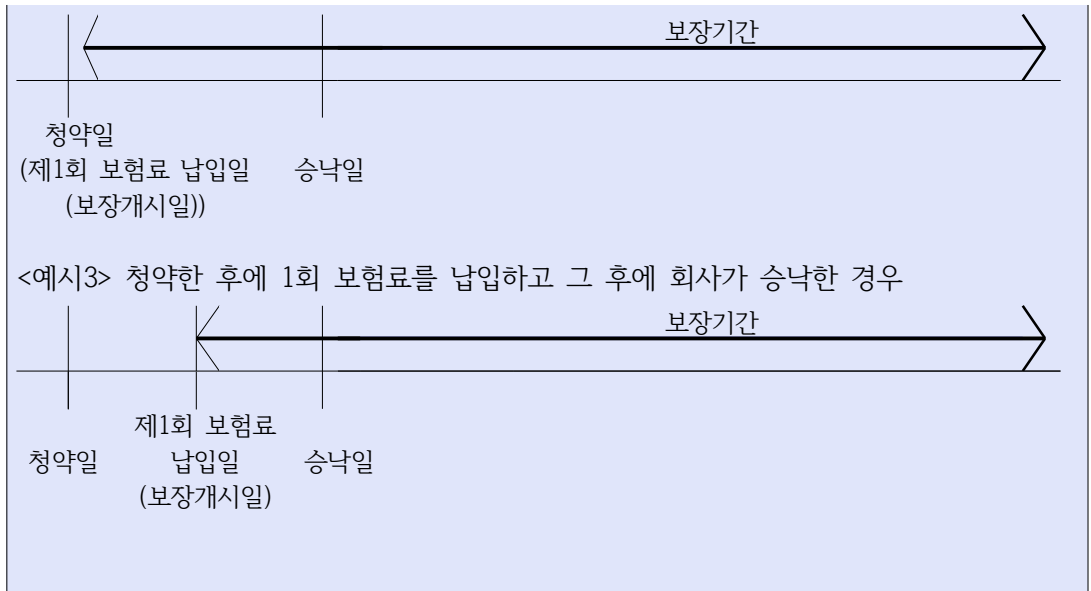 보장기간
청약일
(제1회 보험료 납입일 승낙일
(보장개시일))
<예시3> 청약한 후에 1회 보험료를 납입하고 그 후에 회사가 승낙한 경우
보장기간
제1회 보험료
청약일 납입일 승낙일
(보장개시일)